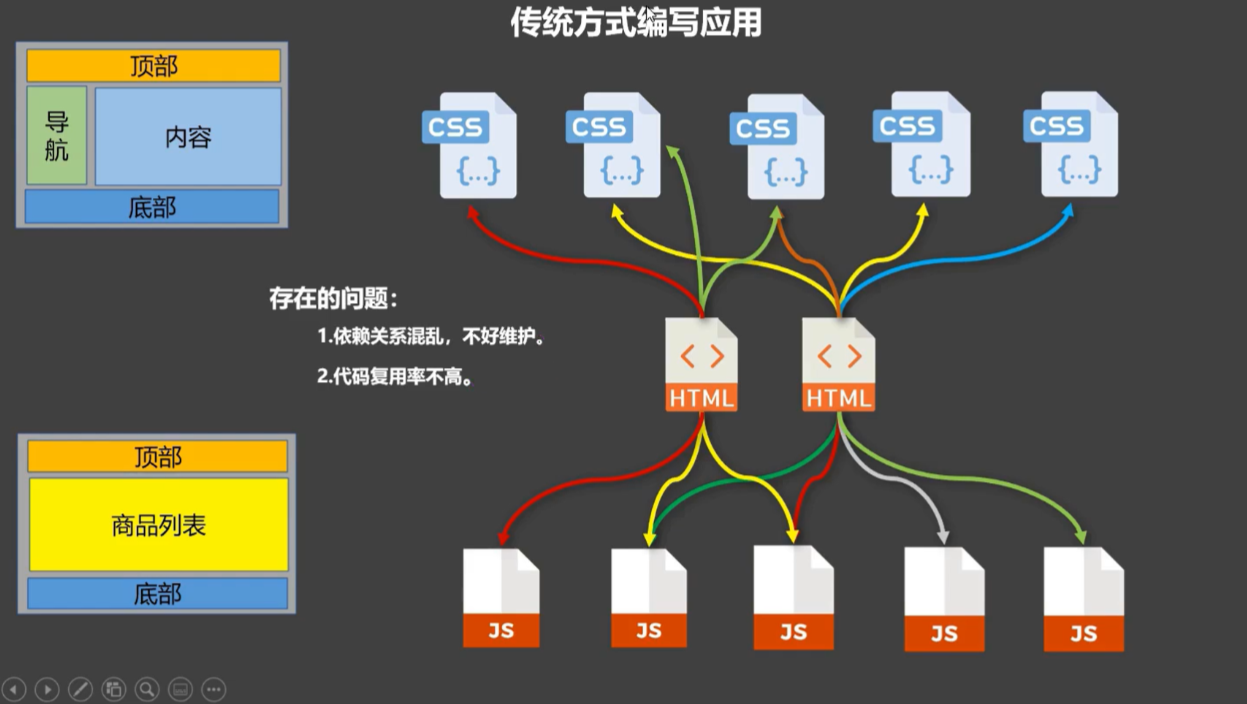 传统方式编写应用
顶部
导航
内容
底部
CSS
{...}
CSS
{...}
CSS
{...}
CSS
{...}
CSS
{...}
存在的问题：
1.依赖关系混乱，不好维护。
2.代码复用率不高。
< >
HTML
< >
HTML
顶部
商品列表
底部
JS
JS
JS
JS
JS